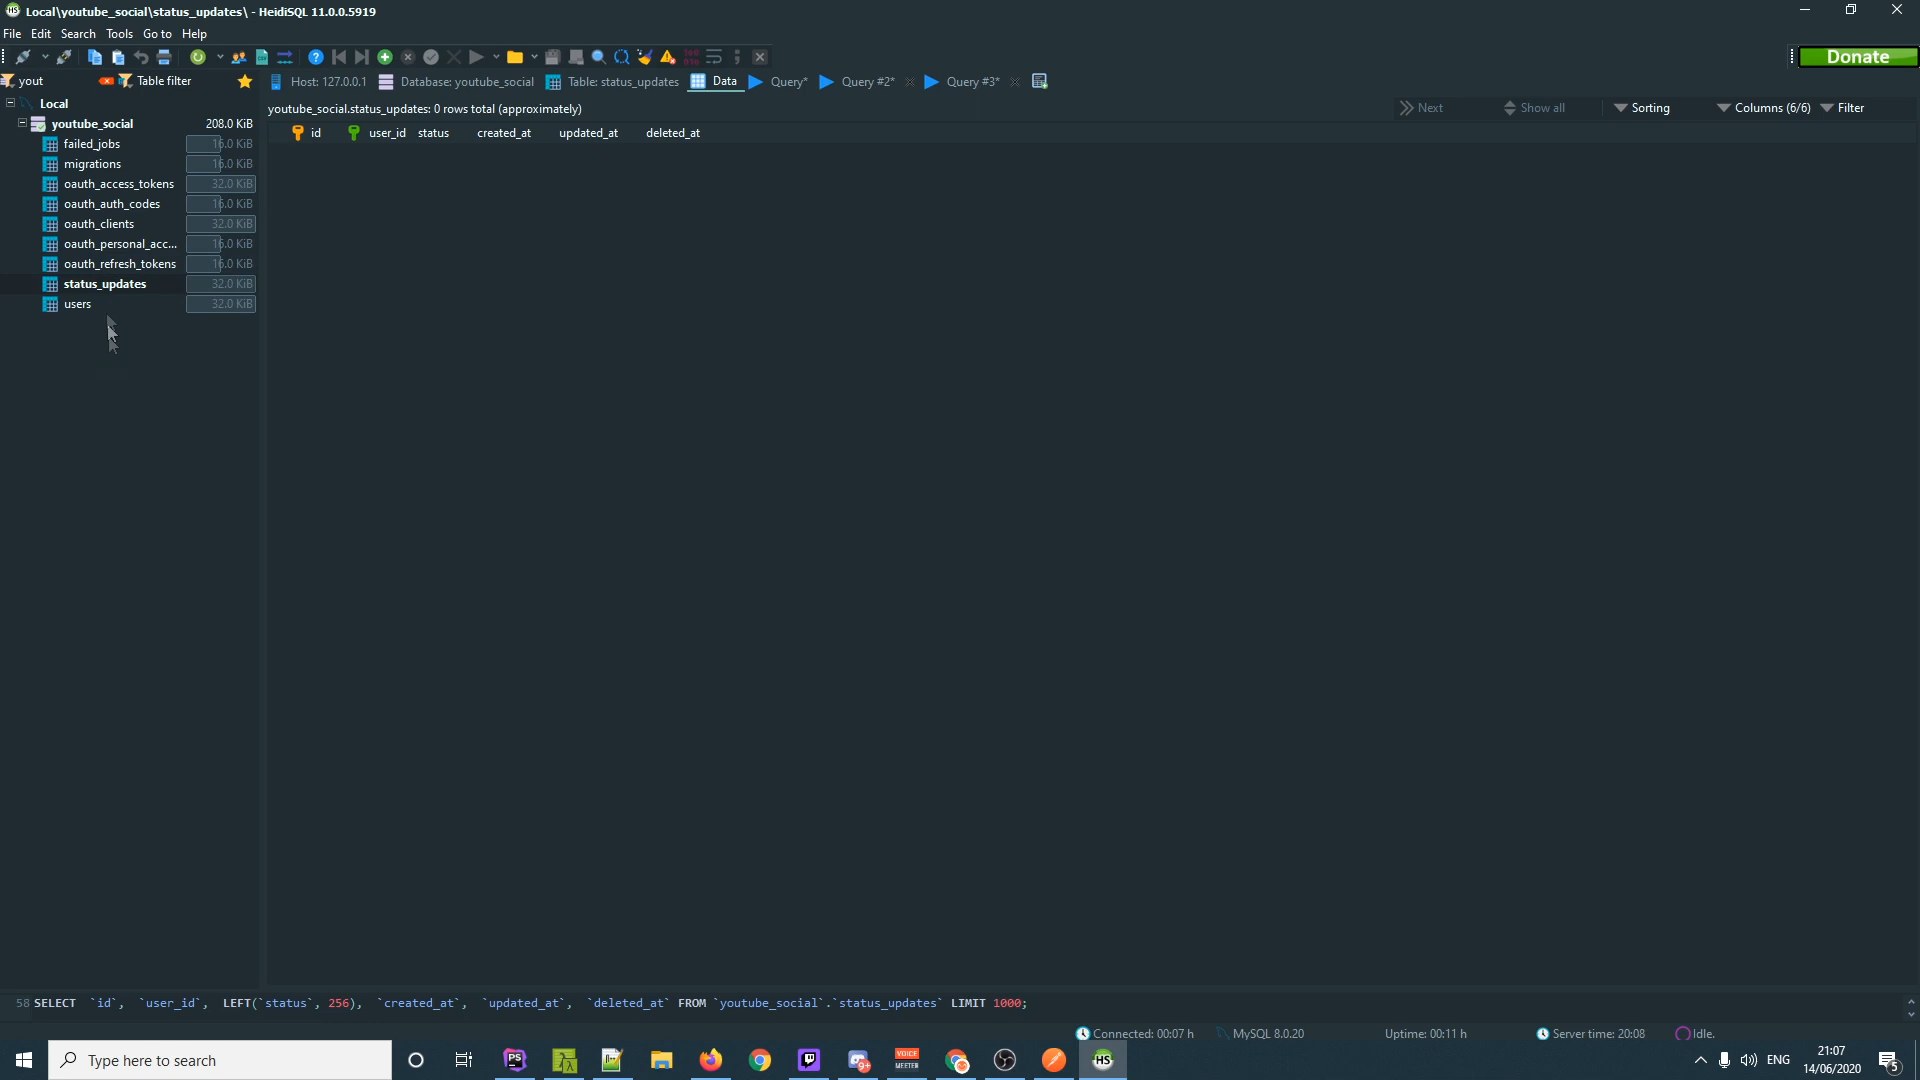 Local\youtube_social\status_updates\ - HeidiSQL 11.0.0.5919
File Edit Search Tools Go to Help
Donate
yout Table filter Host: 127.0.0.1 Database: youtube_social Table: status_updates Data Query* Query #2* Query #3*
Local
youtube_social 208.0 KiB
failed_jobs 16.0 KiB
migrations 16.0 KiB
oauth_access_tokens 32.0 KiB
oauth_auth_codes 16.0 KiB
oauth_clients 32.0 KiB
oauth_personal_acc... 16.0 KiB
oauth_refresh_tokens 16.0 KiB
status_updates 32.0 KiB
users 32.0 KiB
youtube_social.status_updates: 0 rows total (approximately) Next Show all Sorting Columns (6/6) Filter
id user_id status created_at updated_at deleted_at
58 SELECT `id`, `user_id`, LEFT(`status`, 256), `created_at`, `updated_at`, `deleted_at` FROM `youtube_social`.`status_updates` LIMIT 1000;
Connected: 00:07 h MySQL 8.0.20 Uptime: 00:11 h Server time: 20:08 Idle.
Type here to search
PS
9+
VOICE
MEETER
HS
ENG
21:07
14/06/2020
5